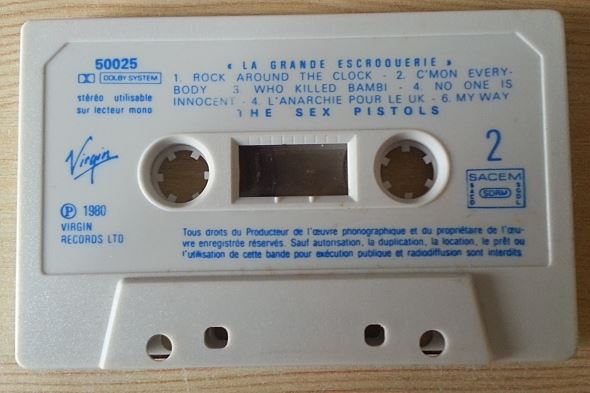 50025
« LA GRANDE ESCROQUERIE »
DOLBY SYSTEM
1. ROCK AROUND THE CLOCK - 2. C'MON EVERY-
BODY 3. WHO KILLED BAMBI - 4. NO ONE IS
INNOCENT - 4. L'ANARCHIE POUR LE UK - 6. MY WAY
THE SEX PISTOLS
stéréo utilisable
sur lecteur mono
Virgin
2
SACEM
SDRM
℗ 1980
VIRGIN
RECORDS LTD
Tous droits du Producteur de l'œuvre phonographique et du propriétaire de l'œu-
vre enregistrée réservés. Sauf autorisation, la duplication, la location, le prêt ou
l'utilisation de cette bande pour exécution publique et radiodiffusion sont interdits